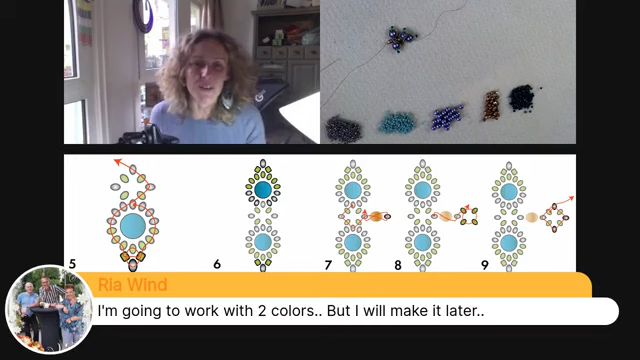 5 6 7 8 9
Ria Wind
I'm going to work with 2 colors.. But I will make it later..